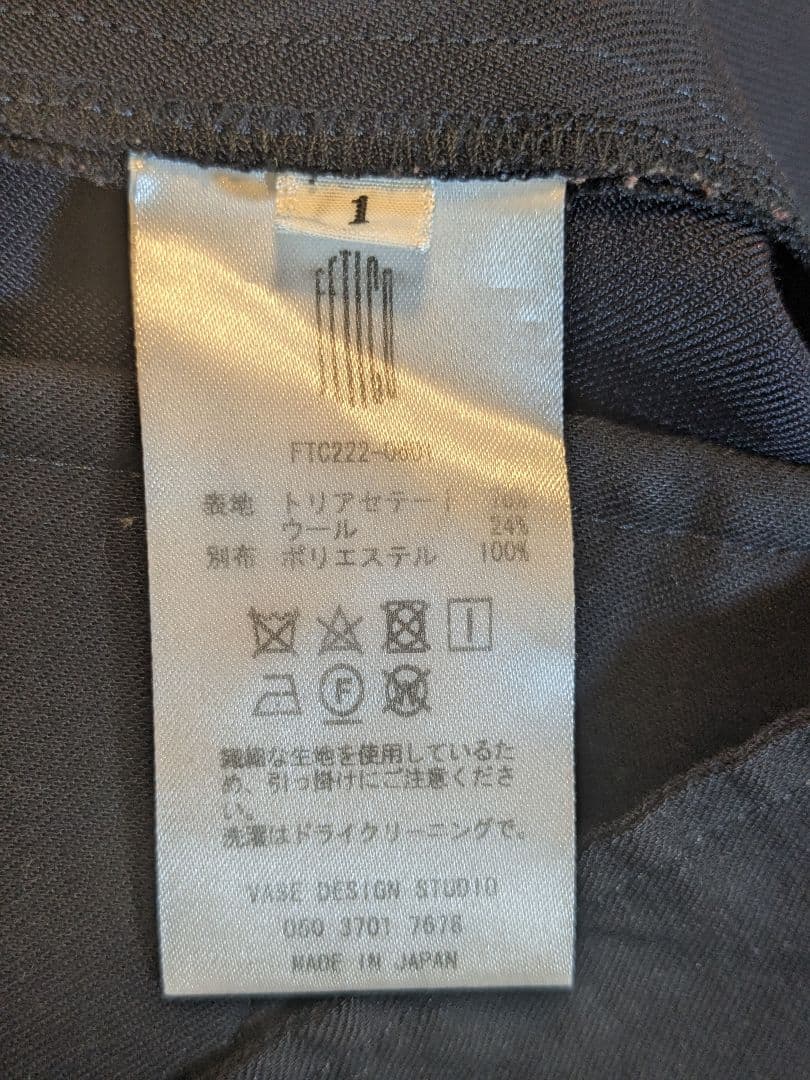 1
FETICO
FTC222-0601
表地 トリアセテート 76%
ウール 24%
別布 ポリエステル 100%
F
W
繊細な生地を使用しているた
め、引っ掛けにご注意くださ
い。
洗濯はドライクリーニングで。
VASE DESIGN STUDIO
050 3701 7678
MADE IN JAPAN